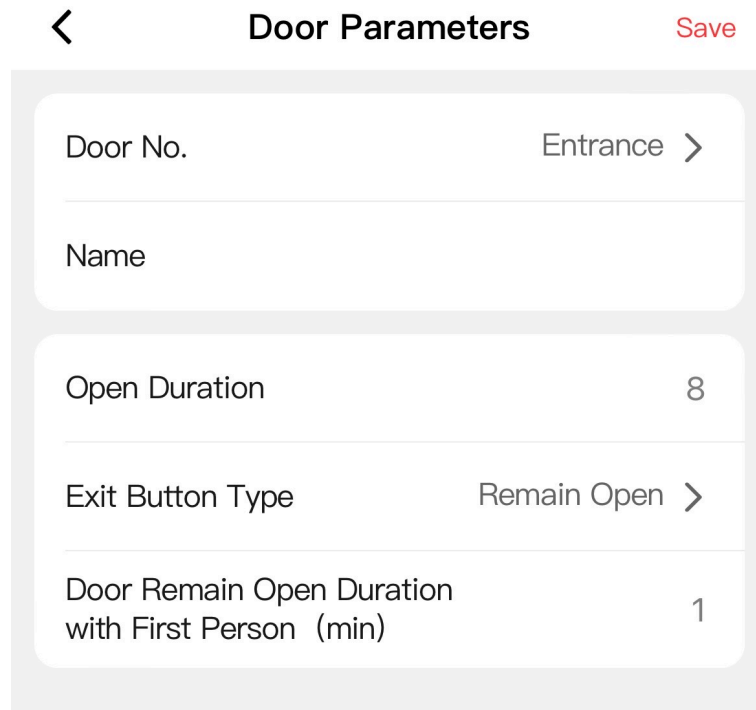 Door Parameters
Save
Door No.
Entrance
Name
Open Duration
8
Exit Button Type
Remain Open
Door Remain Open Duration
with First Person（min）
1